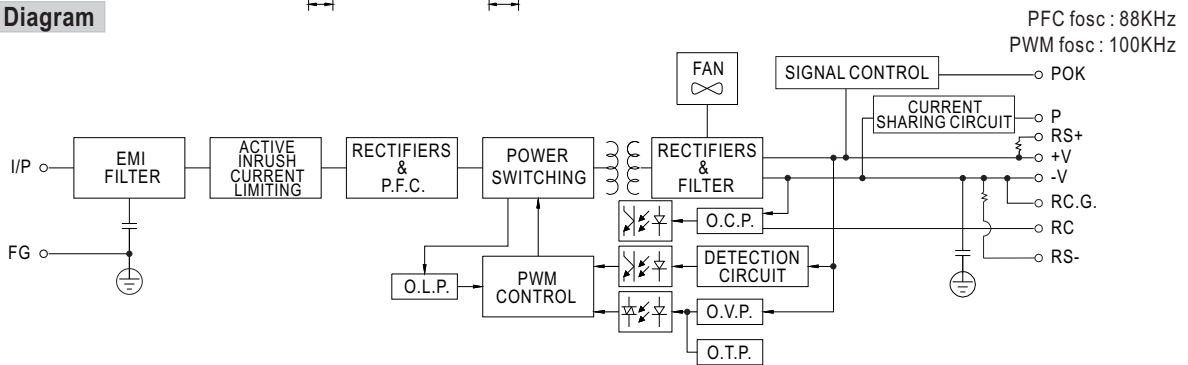 Diagram
PFC fosc : 88KHz
PWM fosc : 100KHz
FAN
SIGNAL CONTROL
POK
CURRENT
SHARING CIRCUIT
P
RS+
I/P
EMI
FILTER
ACTIVE
INRUSH
CURRENT
LIMITING
RECTIFIERS
&
P.F.C.
POWER
SWITCHING
RECTIFIERS
&
FILTER
+V
-V
RC.G.
O.C.P.
RC
FG
DETECTION
CIRCUIT
RS-
O.L.P.
PWM
CONTROL
O.V.P.
O.T.P.